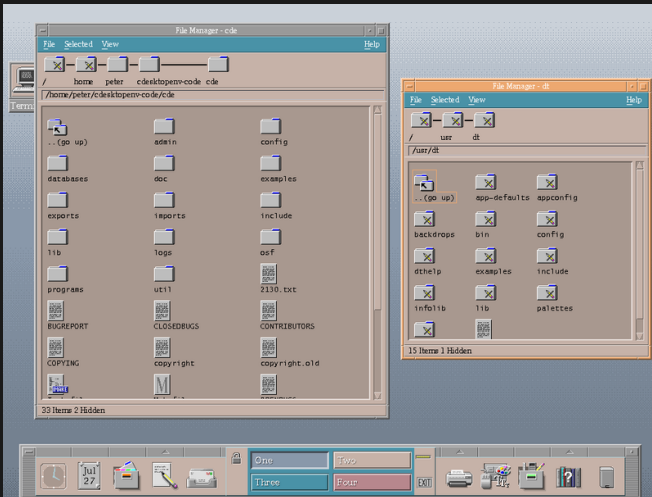 File Manager - cde
File Selected View Help
/ home peter cdesktopenv-code cde
/home/peter/cdesktopenv-code/cde
..(go up) admin config
databases doc examples
exports imports include
lib logs osf
programs util 2130.txt
BUGREPORT CLOSEDBUGS CONTRIBUTORS
COPYING copyright copyright.old
33 Items 2 Hidden
Term
File Manager - dt
File Selected View Help
/ usr dt
/usr/dt
..(go up) app-defaults appconfig
backdrops bin config
dthelp examples include
infolib lib palettes
15 Items 1 Hidden
Jul
27
One Two
Three Four
EXIT